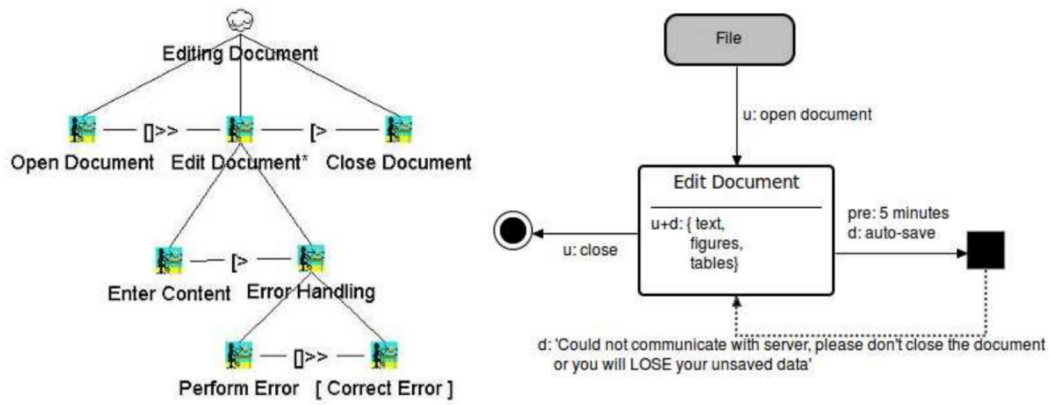 Editing Document
[]>>
[>
Open Document
Edit Document*
Close Document
[>
Enter Content
Error Handling
[]>>
Perform Error
[ Correct Error ]
File
u: open document
Edit Document
u+d: { text,
figures,
tables}
u: close
pre: 5 minutes
d: auto-save
d: 'Could not communicate with server, please don't close the document
or you will LOSE your unsaved data'